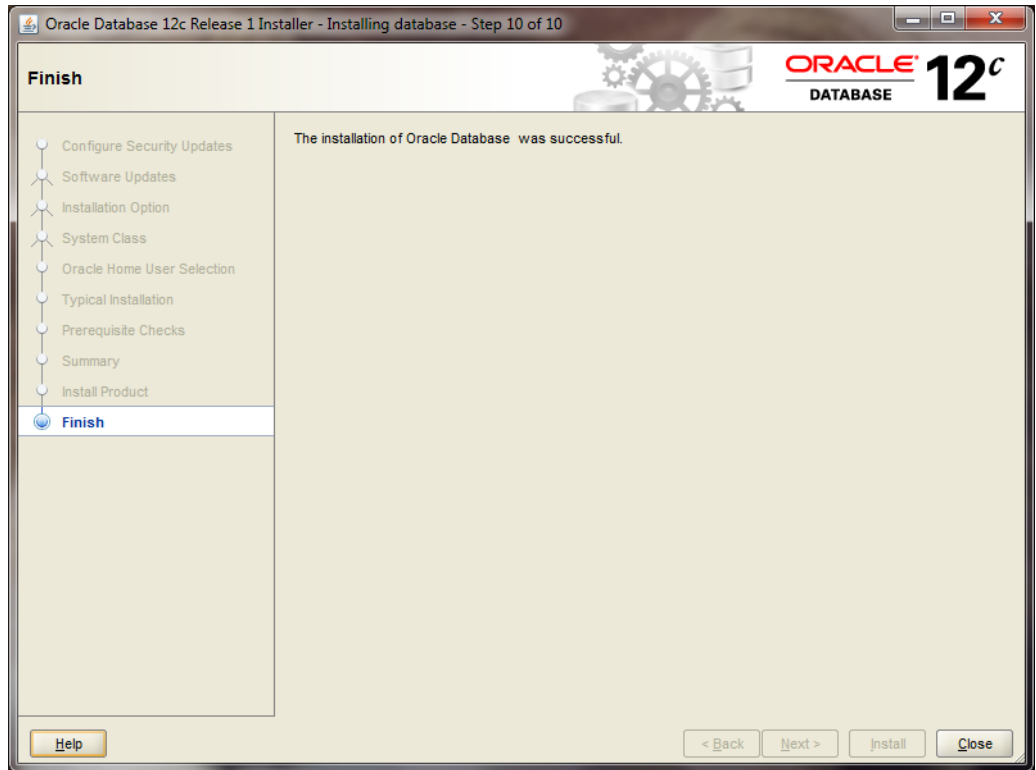 Oracle Database 12c Release 1 Installer - Installing database - Step 10 of 10
Finish
ORACLE® 12c
DATABASE
Configure Security Updates
Software Updates
Installation Option
System Class
Oracle Home User Selection
Typical Installation
Prerequisite Checks
Summary
Install Product
Finish
The installation of Oracle Database  was successful.
Help
< Back
Next >
Install
Close